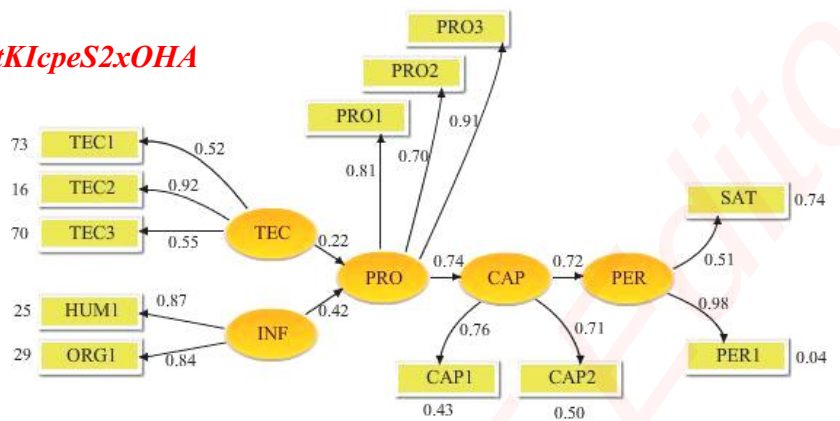 PRO3
tKIcpeS2xOHA
PRO2
PRO1
0.91
73 TEC1 0.52
0.70
0.81
16 TEC2 0.92
SAT 0.74
70 TEC3 0.55
TEC 0.22
0.51
PRO 0.74 CAP 0.72 PER
25 HUM1 0.87
0.42
0.98
INF
0.76 0.71
29 ORG1 0.84
PER1 0.04
CAP1 CAP2
0.43 0.50